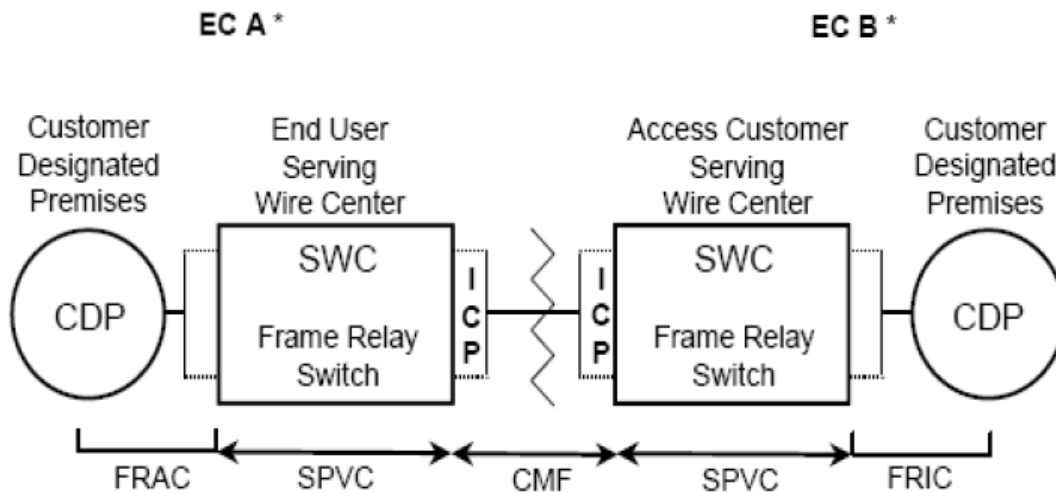 EC A *
EC B *
Customer
Designated
Premises
End User
Serving
Wire Center
Access Customer
Serving
Wire Center
Customer
Designated
Premises
CDP
SWC
Frame Relay
Switch
I
C
P
I
C
P
SWC
Frame Relay
Switch
CDP
FRAC
SPVC
CMF
SPVC
FRIC